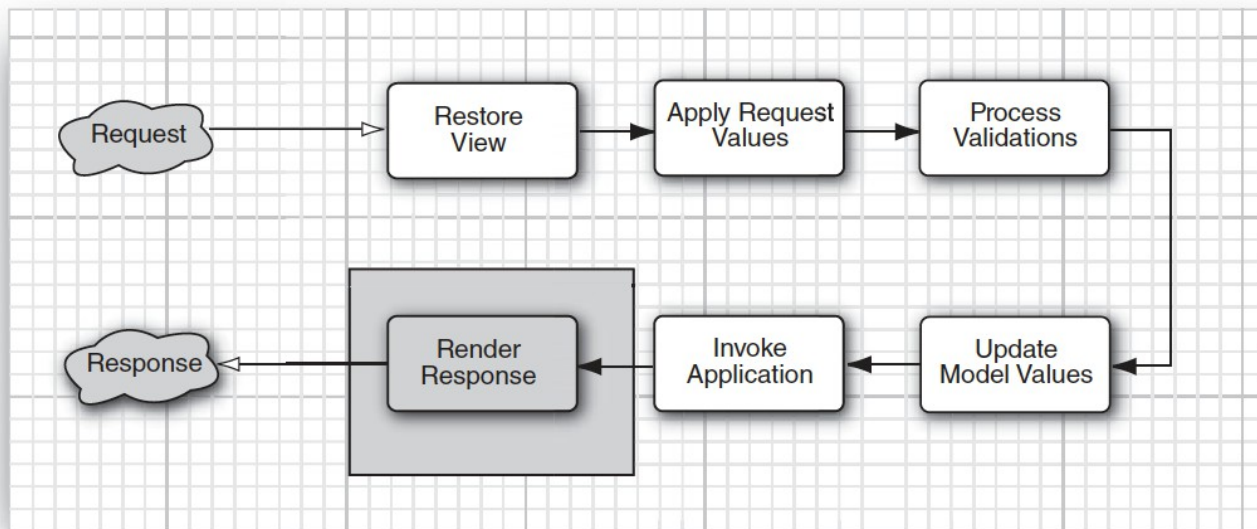 Request
Restore
View
Apply Request
Values
Process
Validations
Response
Render
Response
Invoke
Application
Update
Model Values